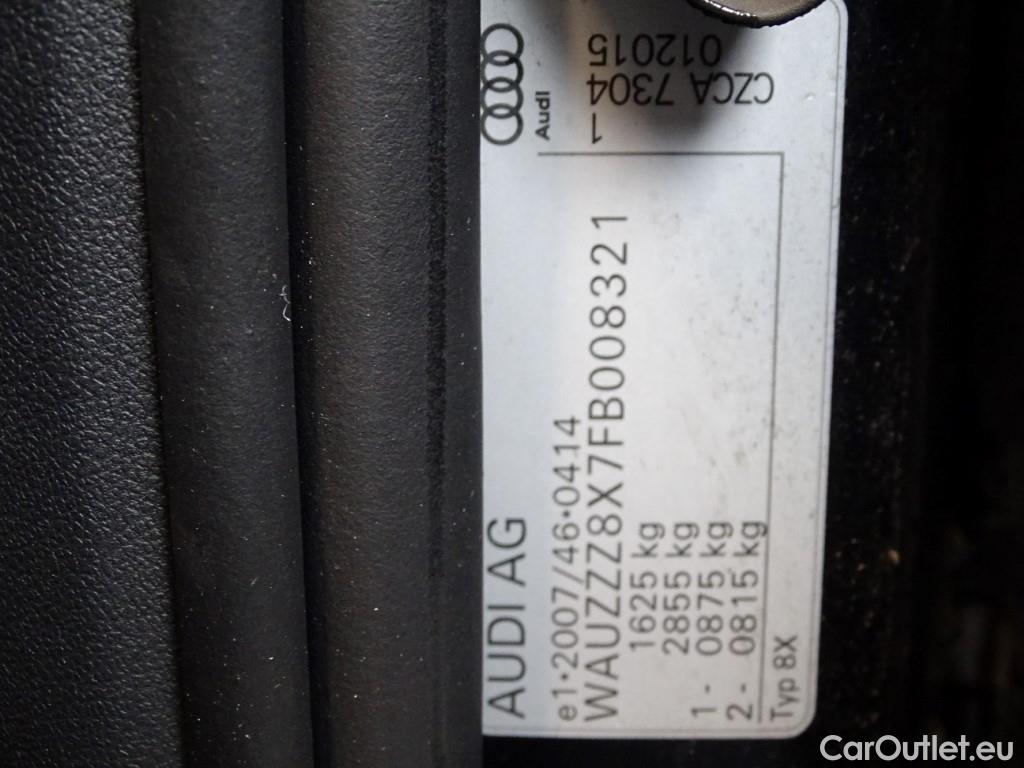 AUDI AG
Audi
e1*2007/46*0414
WAUZZZ8X7FB008321
1625 kg
2855 kg
1 - 0875 kg
2 - 0815 kg
Typ 8X
1
CZCA 7304
012015
CarOutlet.eu